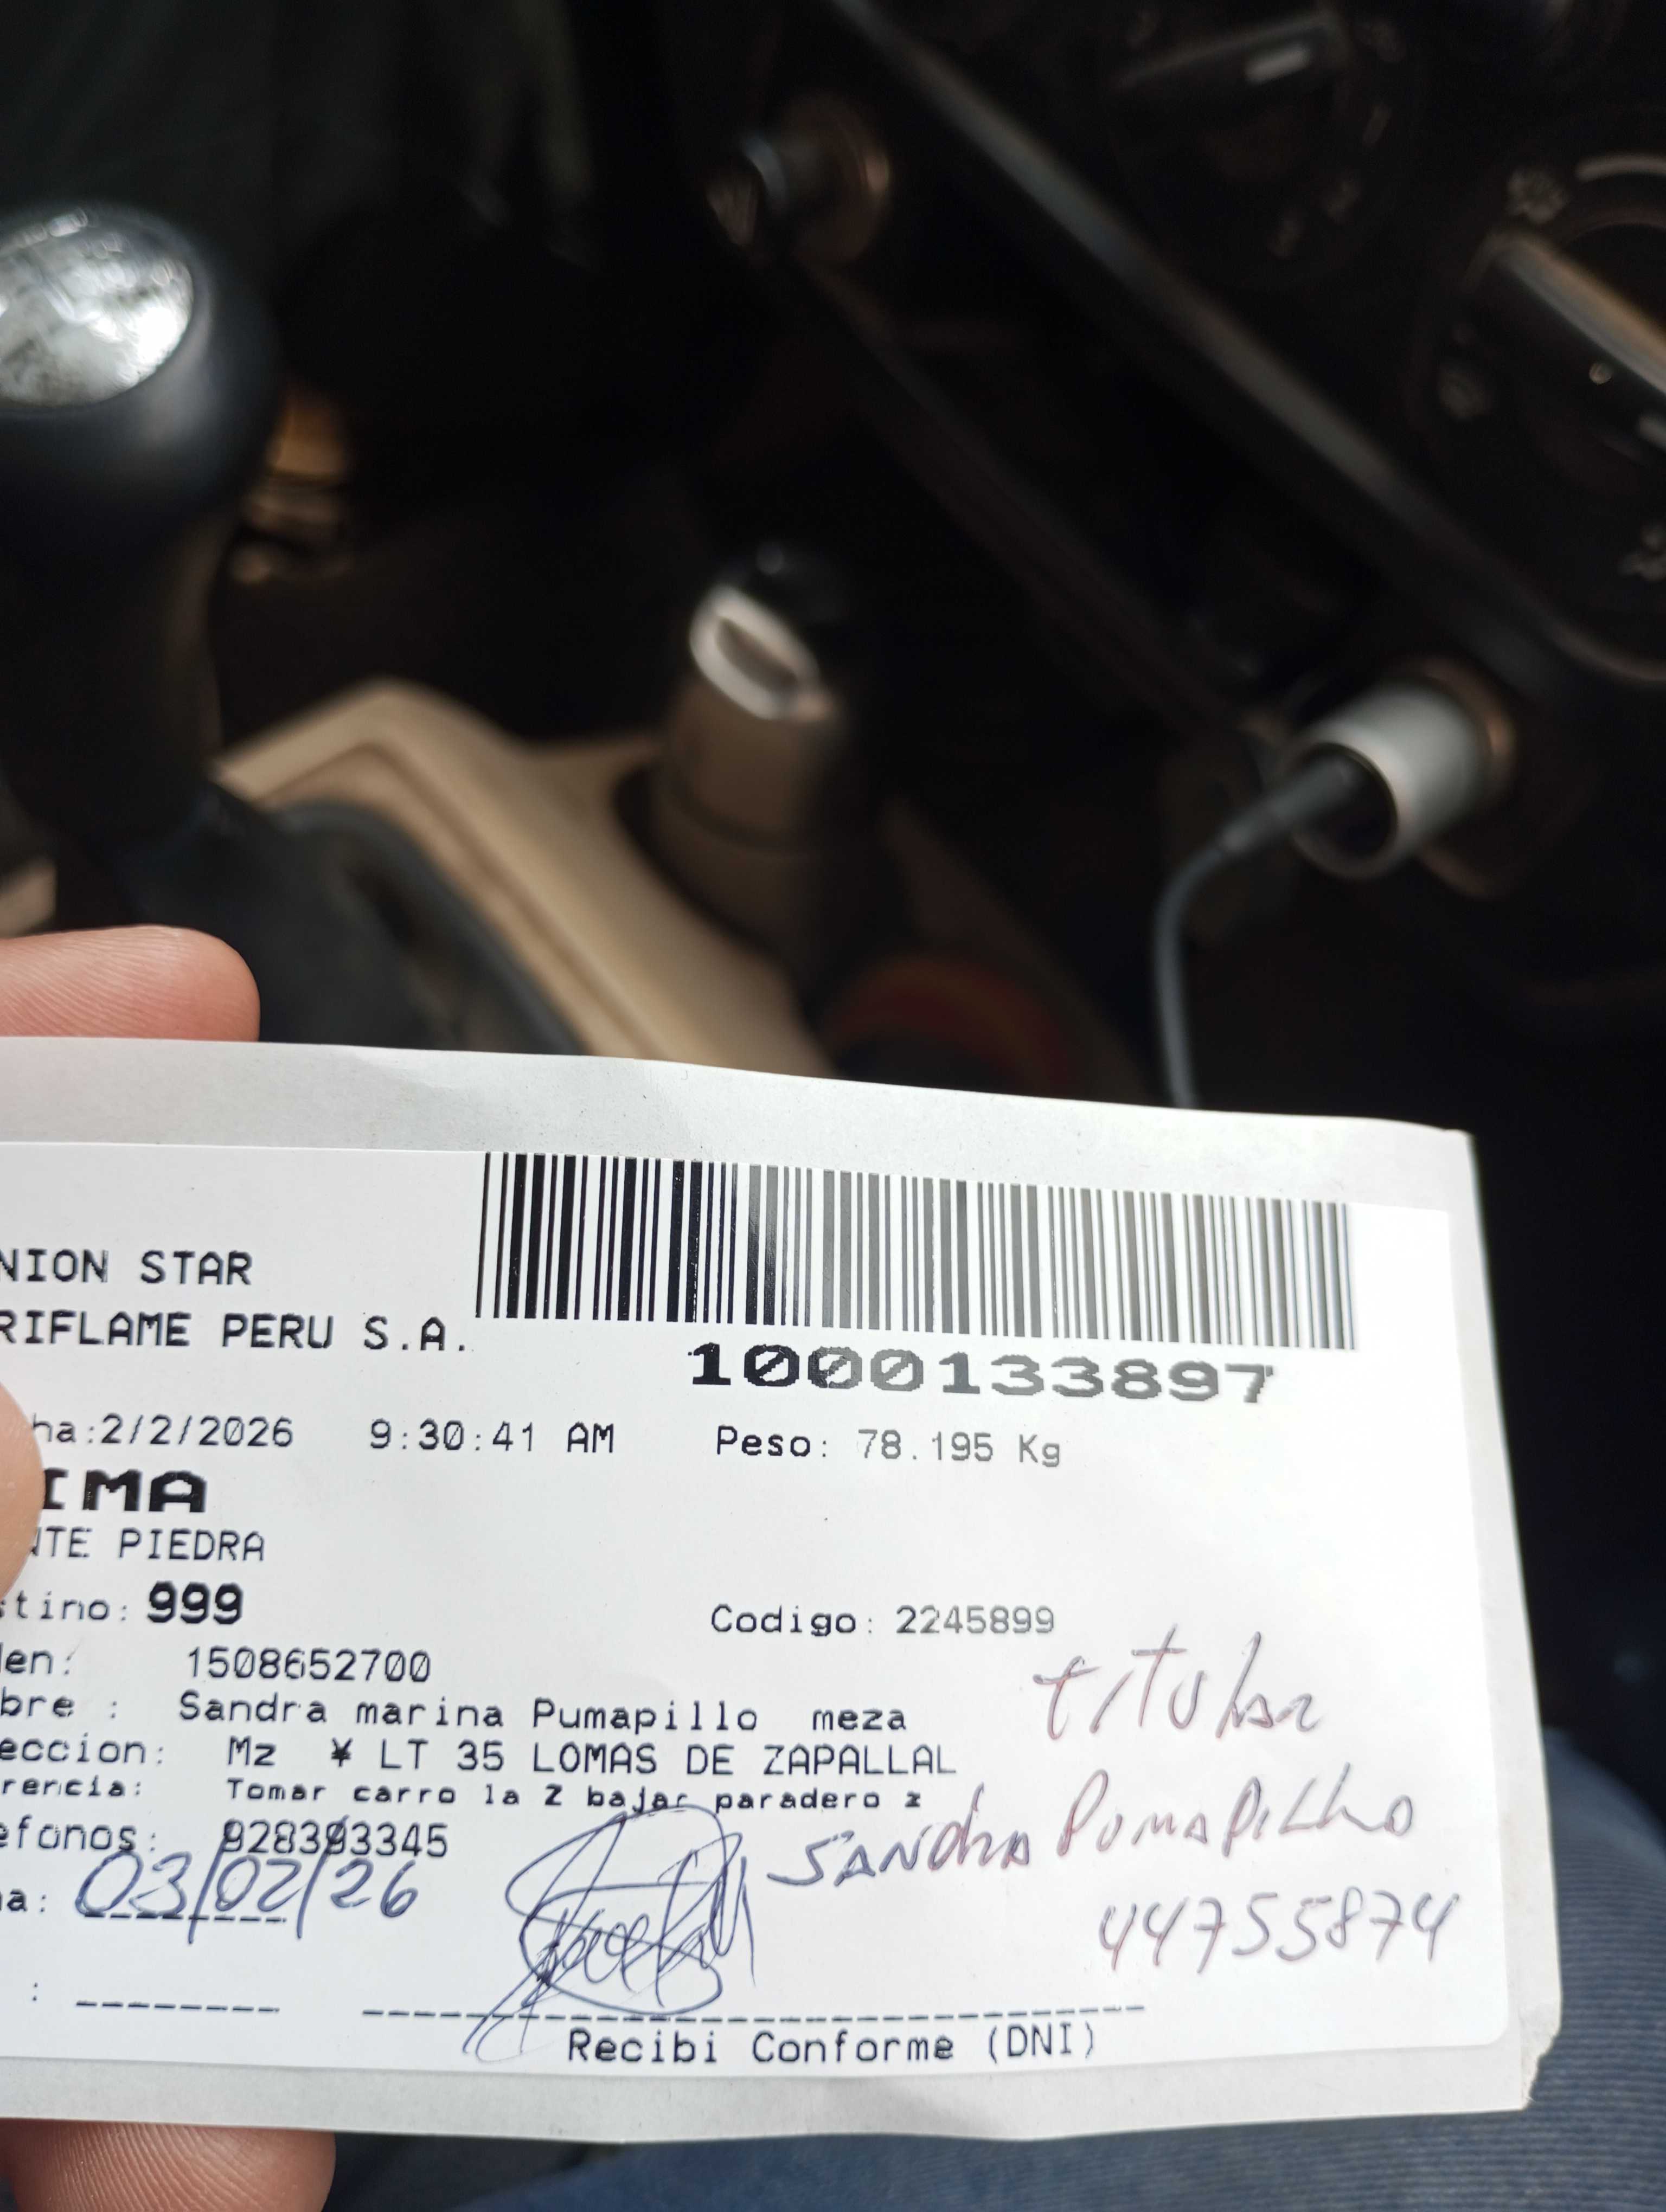 NION STAR
RIFLAME PERU S.A.
1000133897
ha:2/2/2026 9:30:41 AM Peso: 78.195 Kg
IMA
NTE PIEDRA
stino: 999 Codigo: 2245899
den: 1508652700
bre : Sandra marina Pumapillo meza
titular
eccion: Mz ¥ LT 35 LOMAS DE ZAPALLAL
rencia: Tomar carro la Z bajar paradero z
efonos: 928393345
SANdRA PUMAPILLO
a: 03/02/26
44755874
:
Recibi Conforme (DNI)